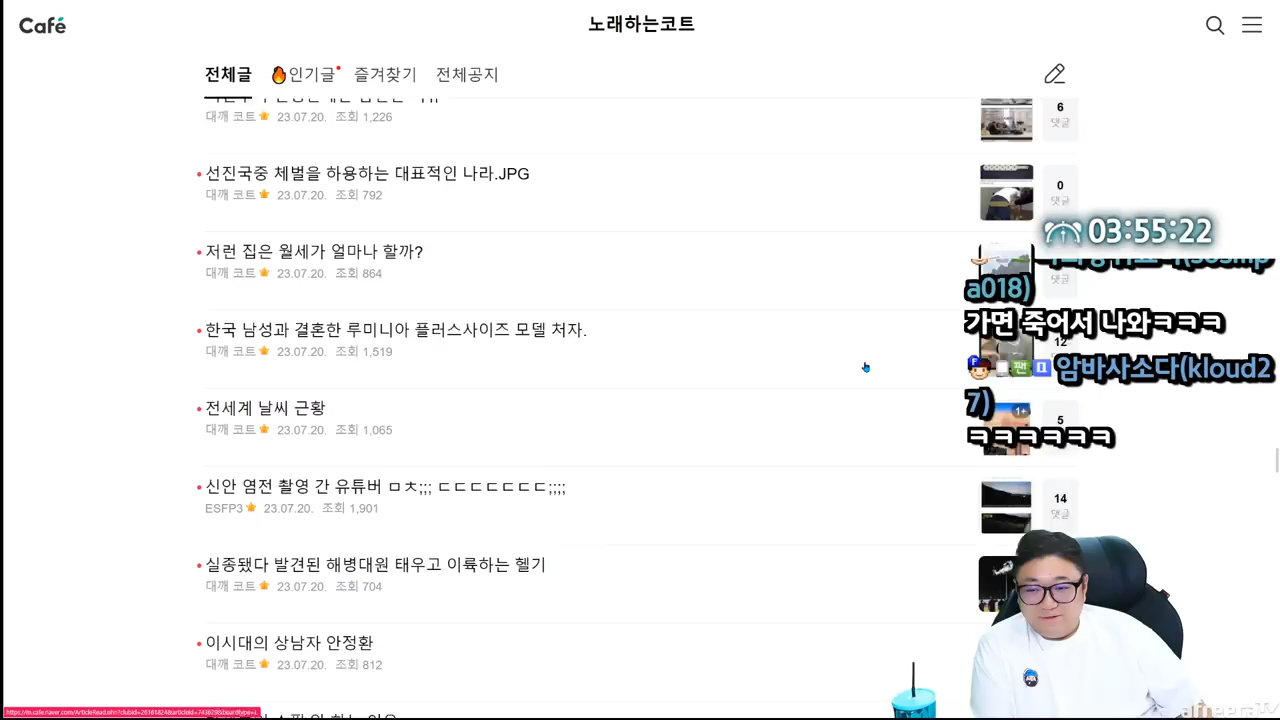 Café
노래하는코트
전체글
🔥인기글
즐겨찾기
전체공지
대깨 코트 23.07.20. 조회 1,226
6
댓글
선진국중 체벌을 하용하는 대표적인 나라.JPG
대깨 코트 23.07.20. 조회 792
0
댓글
03:55:22
저런 집은 월세가 얼마나 할까?
대깨 코트 23.07.20. 조회 864
댓글
a018)
가면 죽어서 나와ㅋㅋㅋ
한국 남성과 결혼한 루미니아 플러스사이즈 모델 처자.
대깨 코트 23.07.20. 조회 1,519
12
암바사소다(kloud2
7)
ㅋㅋㅋㅋㅋㅋ
전세계 날씨 근황
대깨 코트 23.07.20. 조회 1,065
1+
5
신안 염전 촬영 간 유튜버 ㅁㅊ;;; ㄷㄷㄷㄷㄷㄷㄷ;;;;
ESFP3 23.07.20. 조회 1,901
14
댓글
실종됐다 발견된 해병대원 태우고 이륙하는 헬기
대깨 코트 23.07.20. 조회 704
이시대의 상남자 안정환
대깨 코트 23.07.20. 조회 812
afreecaTV